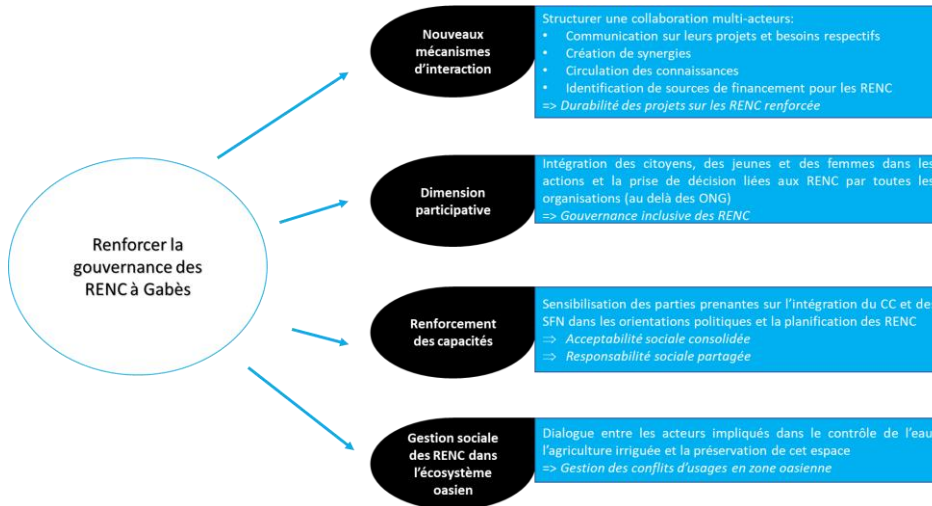 Renforcer la
gouvernance des
RENC à Gabès
Nouveaux
mécanismes
d'interaction
Structurer une collaboration multi-acteurs:
• Communication sur leurs projets et besoins respectifs
• Création de synergies
• Circulation des connaissances
• Identification de sources de financement pour les RENC
=> Durabilité des projets sur les RENC renforcée
Dimension
participative
Intégration des citoyens, des jeunes et des femmes dans les
actions et la prise de décision liées aux RENC par toutes les
organisations (au delà des ONG)
=> Gouvernance inclusive des RENC
Renforcement
des capacités
Sensibilisation des parties prenantes sur l'intégration du CC et des
SFN dans les orientations politiques et la planification des RENC
⇒ Acceptabilité sociale consolidée
⇒ Responsabilité sociale partagée
Gestion sociale
des RENC dans
l'écosystème
oasien
Dialogue entre les acteurs impliqués dans le contrôle de l'eau,
l'agriculture irriguée et la préservation de cet espace
=> Gestion des conflits d'usages en zone oasienne